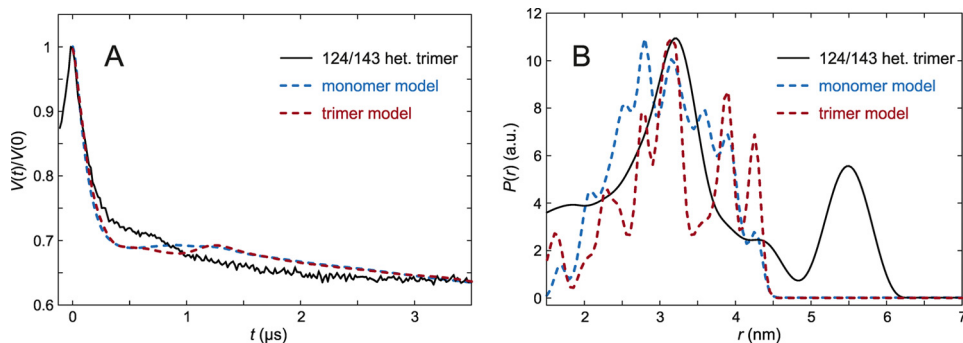 A
124/143 het. trimer
monomer model
trimer model
V(t)/V(0)
1
0.9
0.8
0.7
0.6
0
1
2
3
t (µs)
B
124/143 het. trimer
monomer model
trimer model
P(r) (a.u.)
12
10
8
6
4
2
0
2
3
4
5
6
7
r (nm)